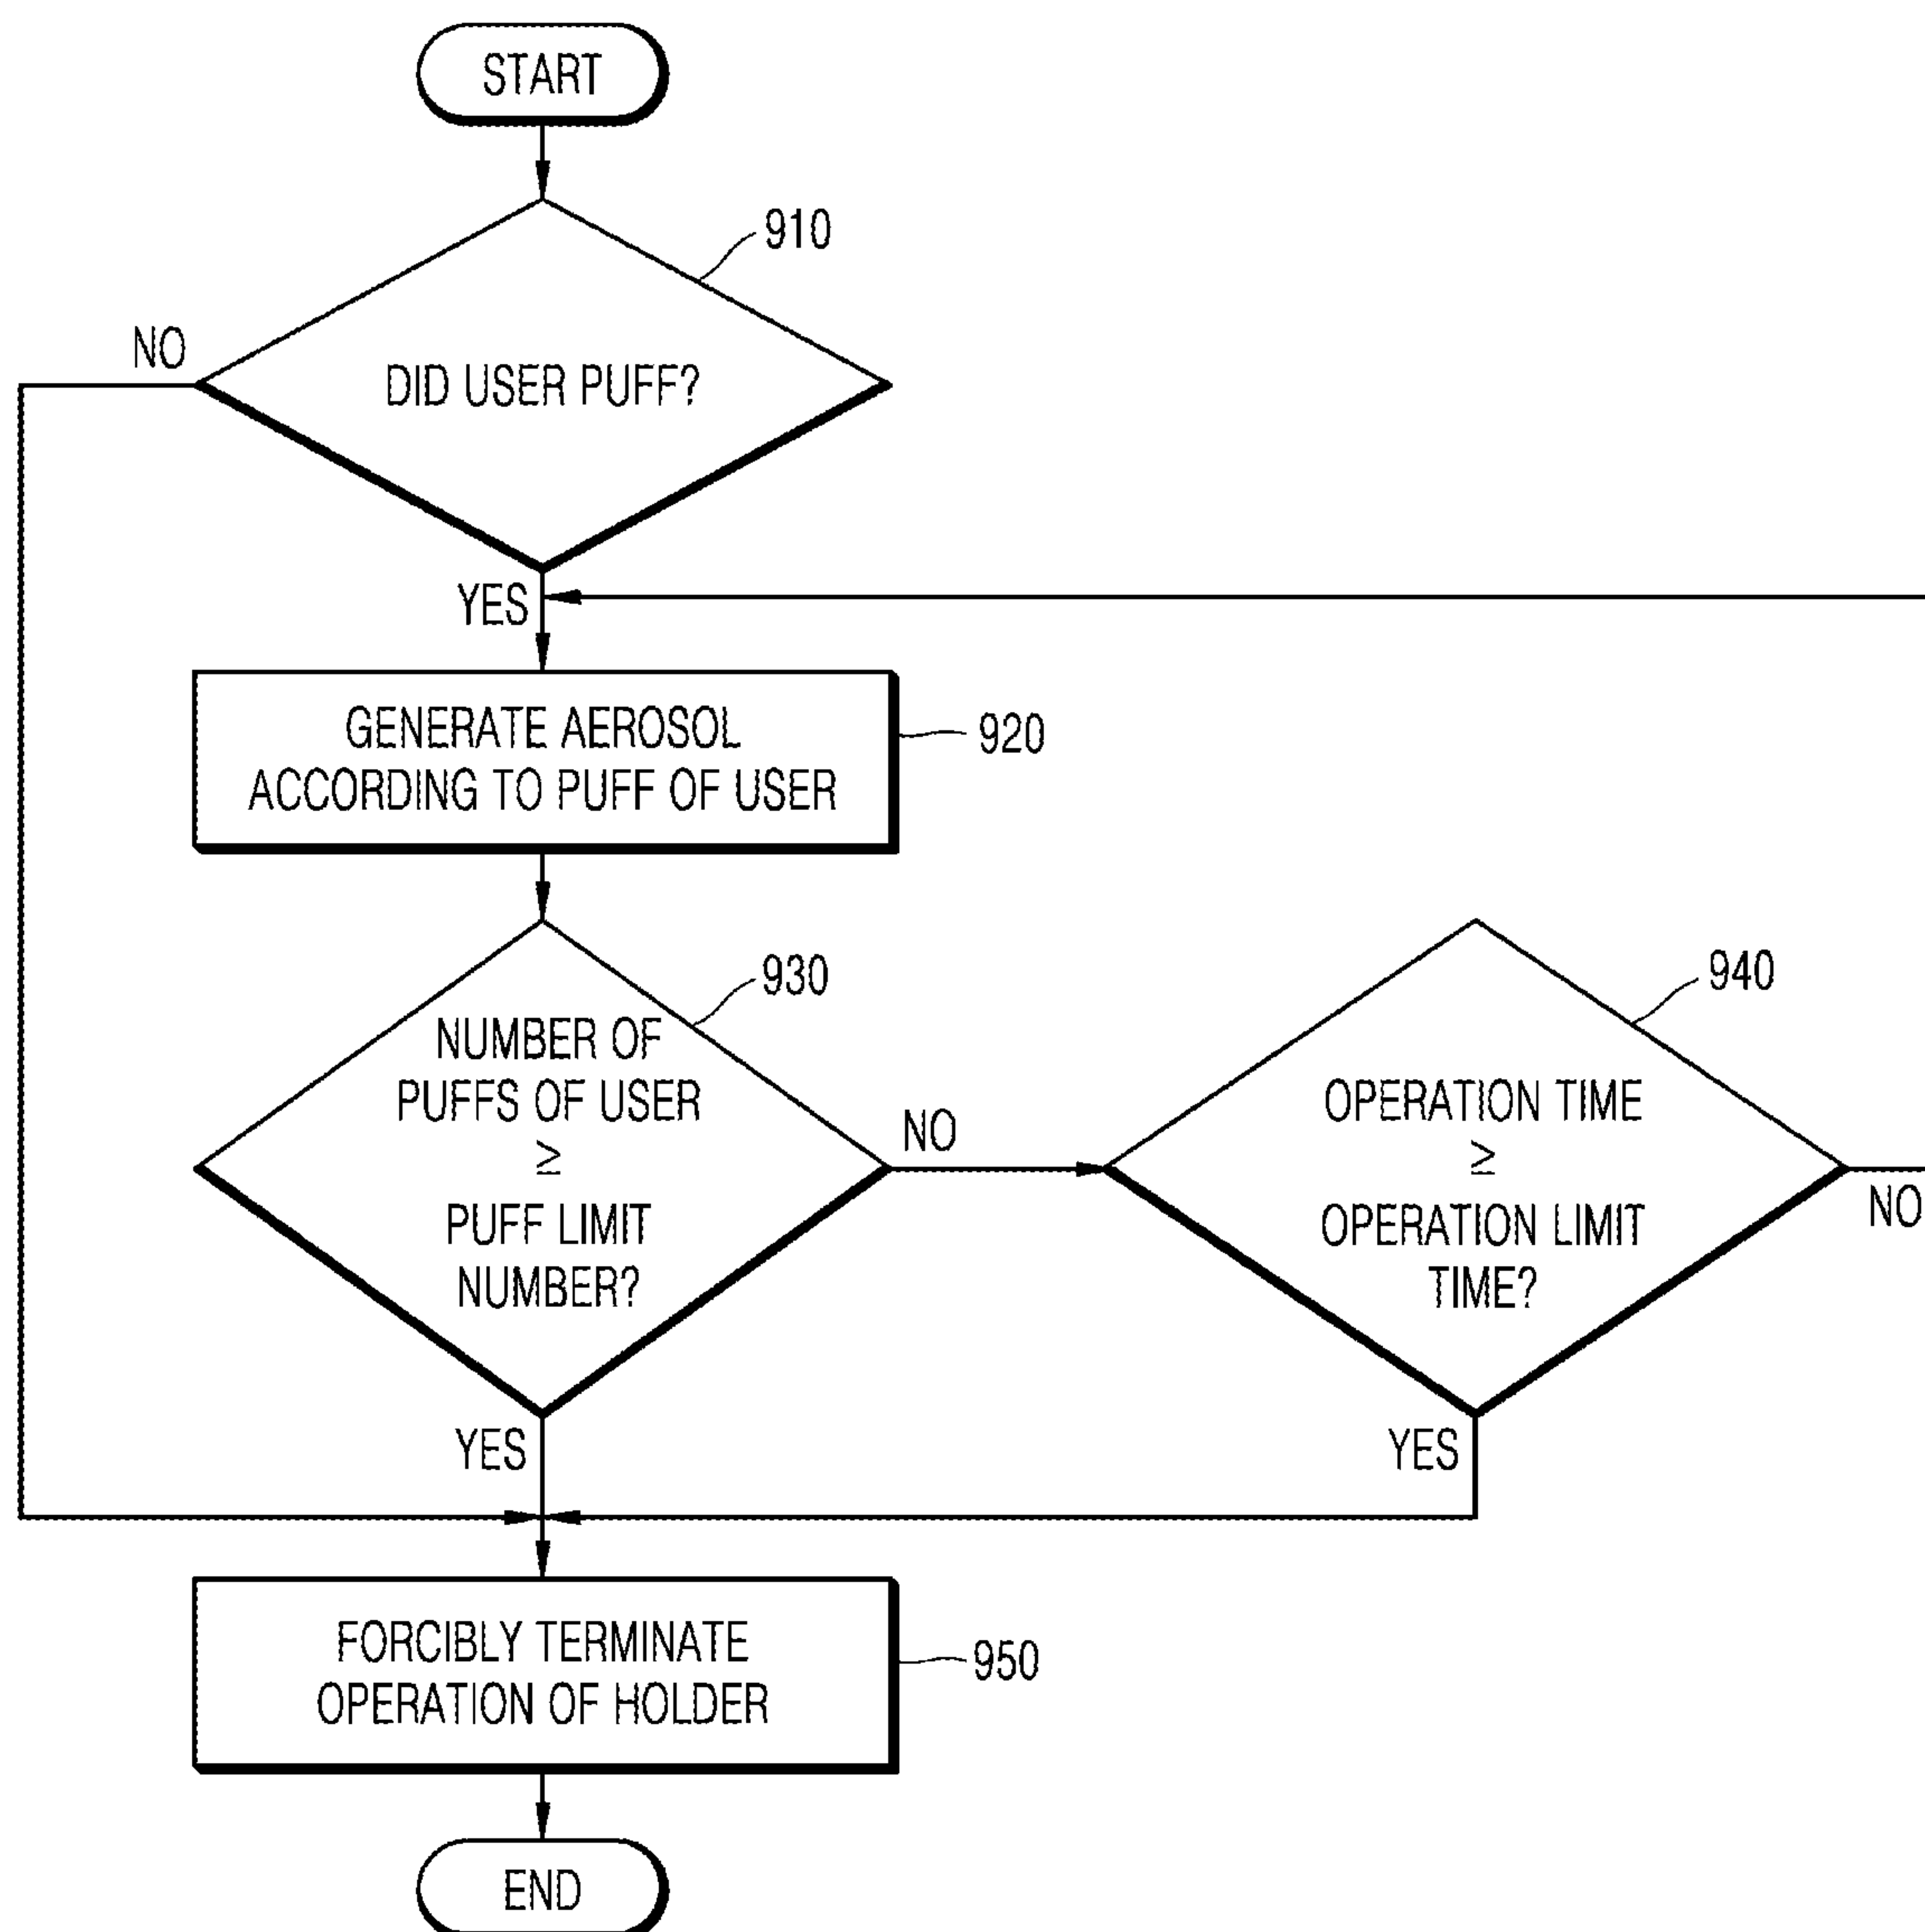 START
910
NO
DID USER PUFF?
YES
GENERATE AEROSOL
ACCORDING TO PUFF OF USER
920
930
NUMBER OF
PUFFS OF USER
≥
PUFF LIMIT
NUMBER?
NO
940
OPERATION TIME
≥
OPERATION LIMIT
TIME?
NO
YES
YES
FORCIBLY TERMINATE
OPERATION OF HOLDER
950
END